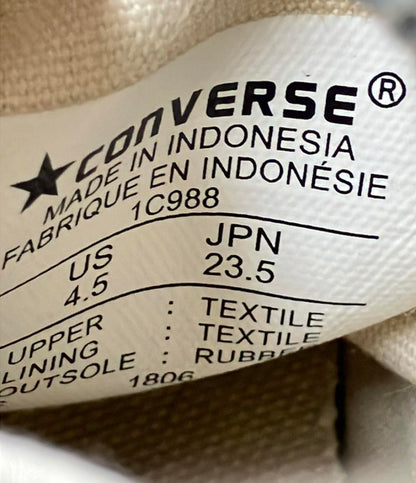 ★CONVERSE®
MADE IN INDONESIA
FABRIQUE EN INDONÉSIE
1C988
US JPN
4.5 23.5
UPPER : TEXTILE
LINING : TEXTILE
OUTSOLE : RUBBER
1806